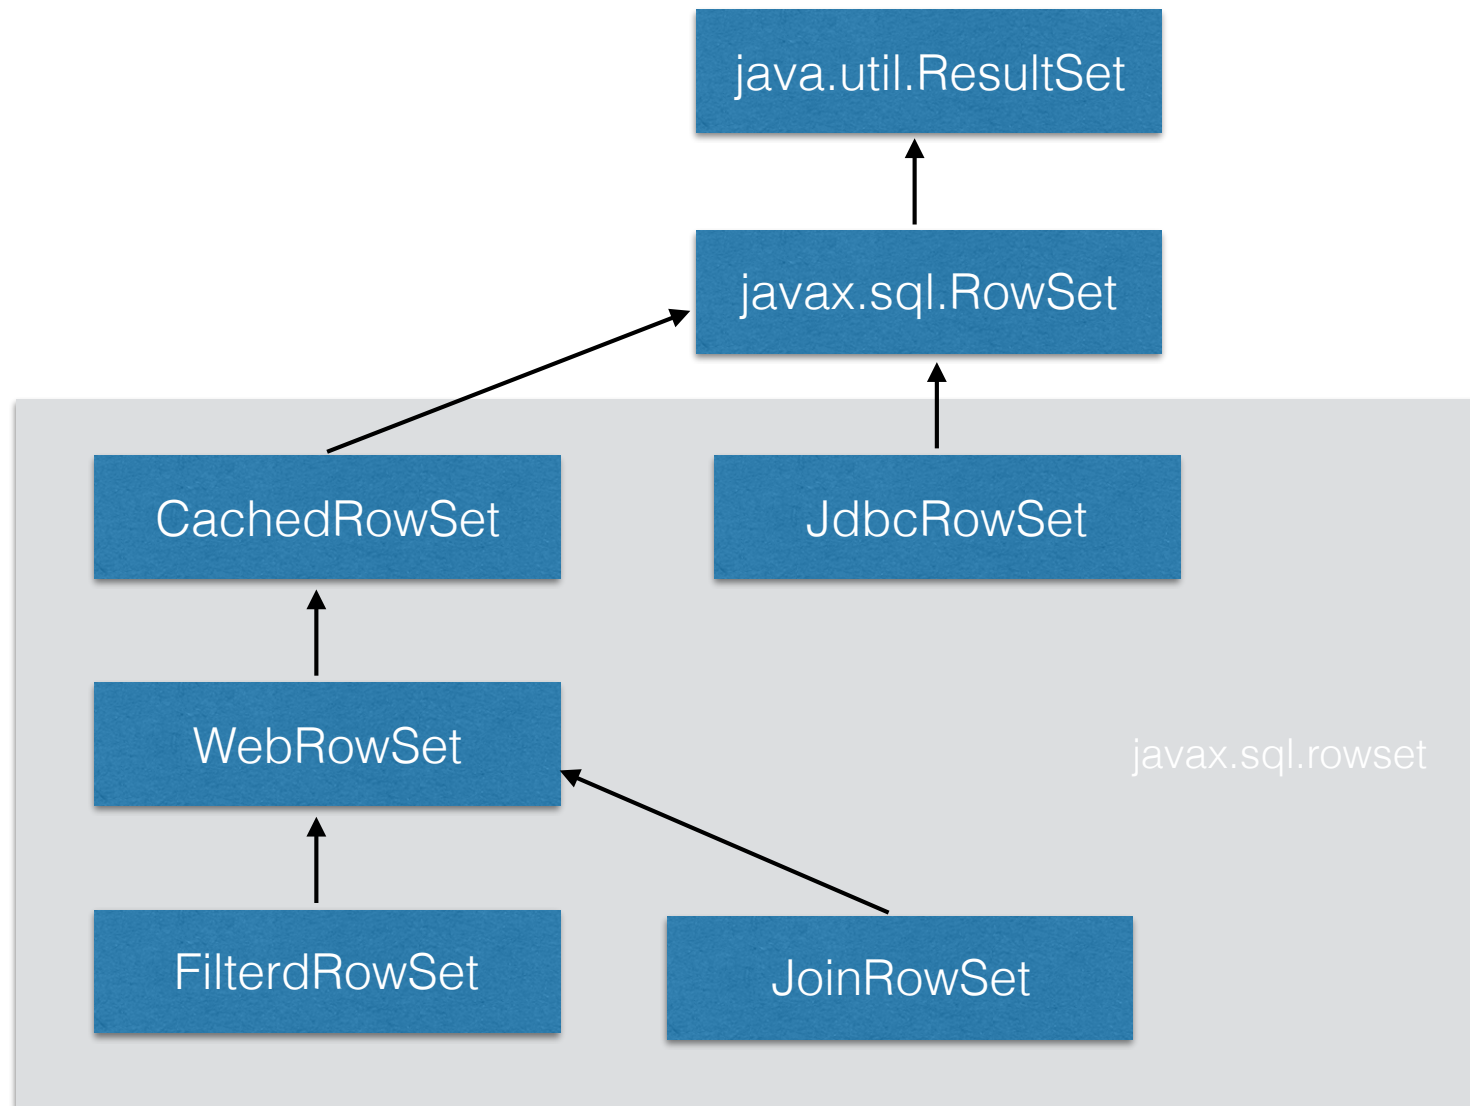 java.util.ResultSet
javax.sql.RowSet
CachedRowSet
JdbcRowSet
WebRowSet
javax.sql.rowset
FilterdRowSet
JoinRowSet